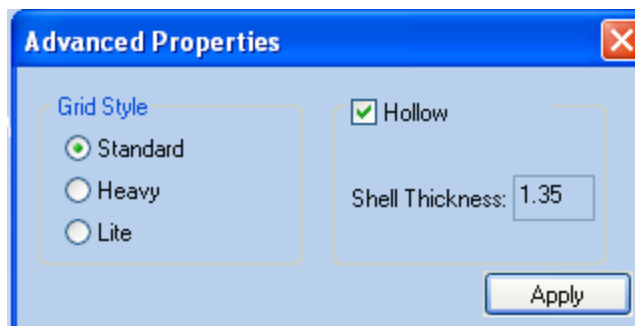 Advanced Properties
Grid Style
Standard
Heavy
Lite
Hollow
Shell Thickness: 1.35
Apply